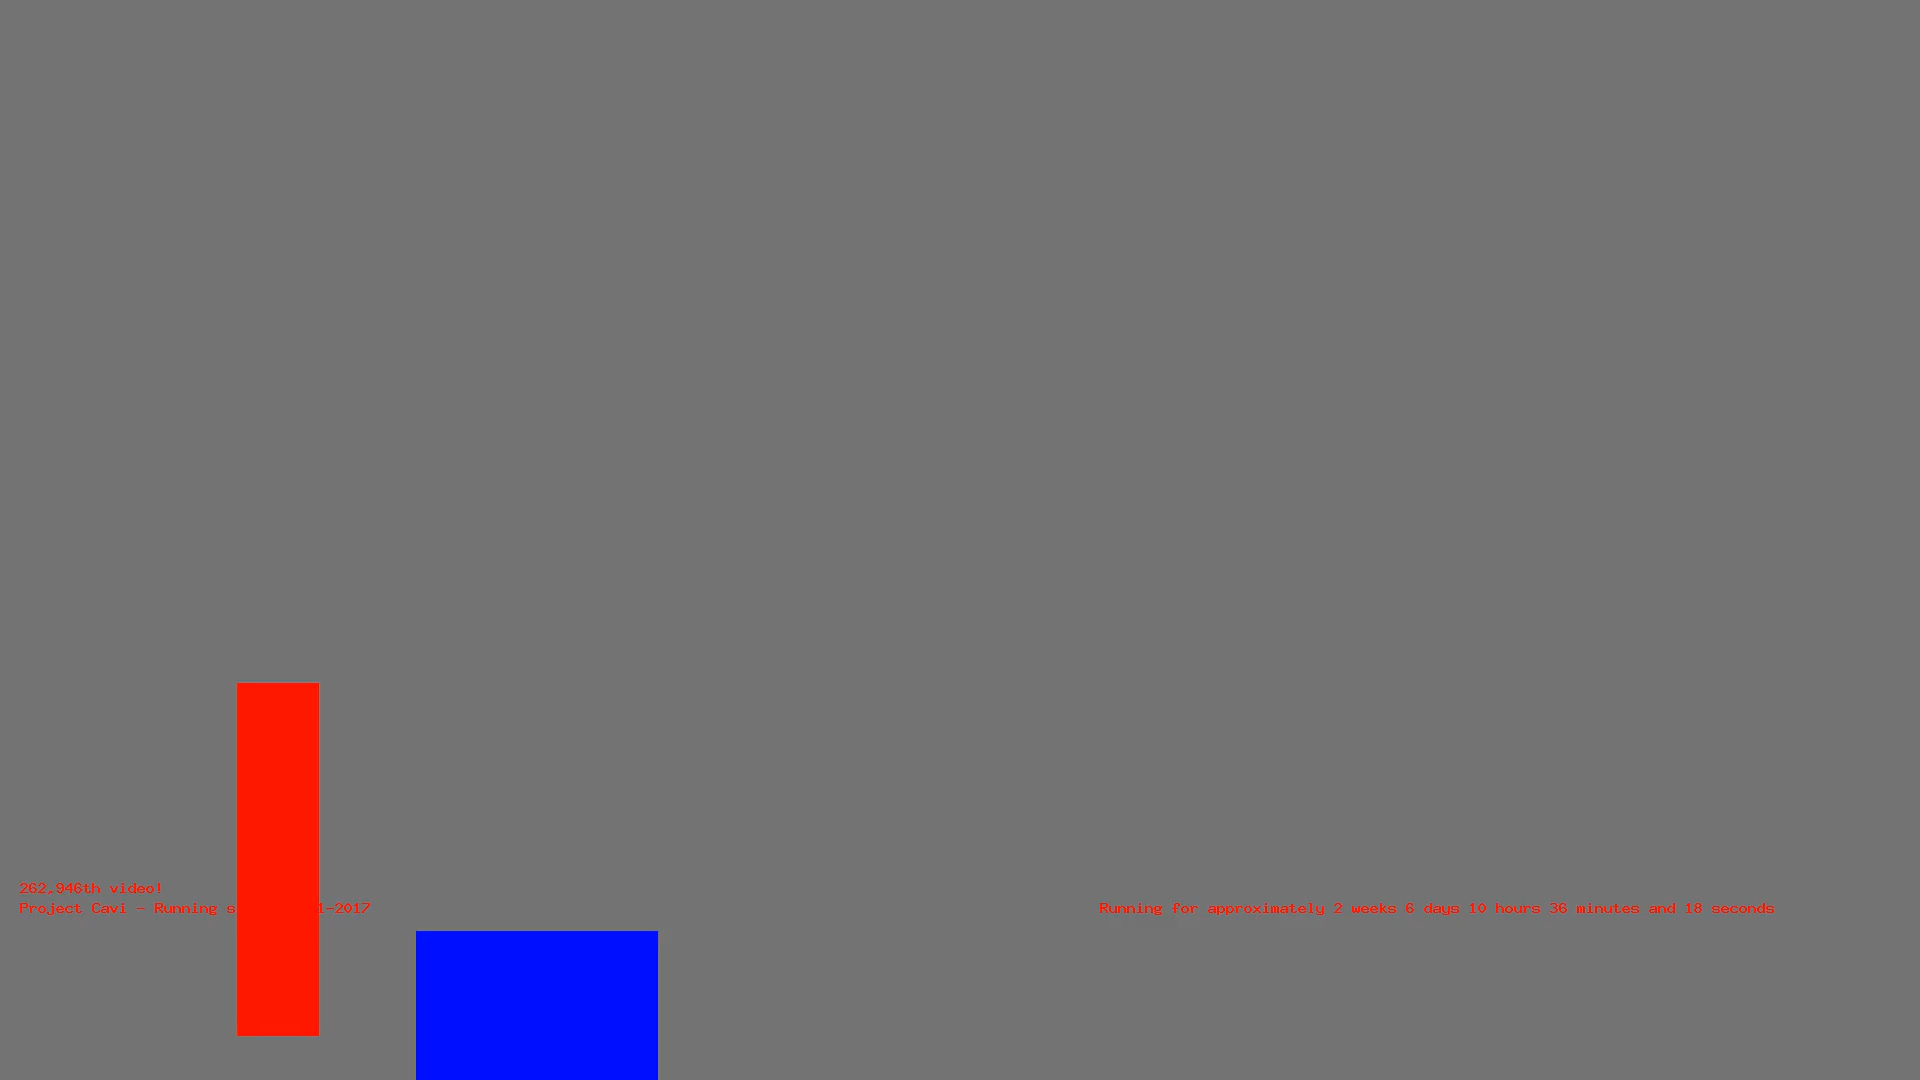 262,946th video!
Project Cavi - Running s 1-2017
Running for approximately 2 weeks 6 days 10 hours 36 minutes and 18 seconds